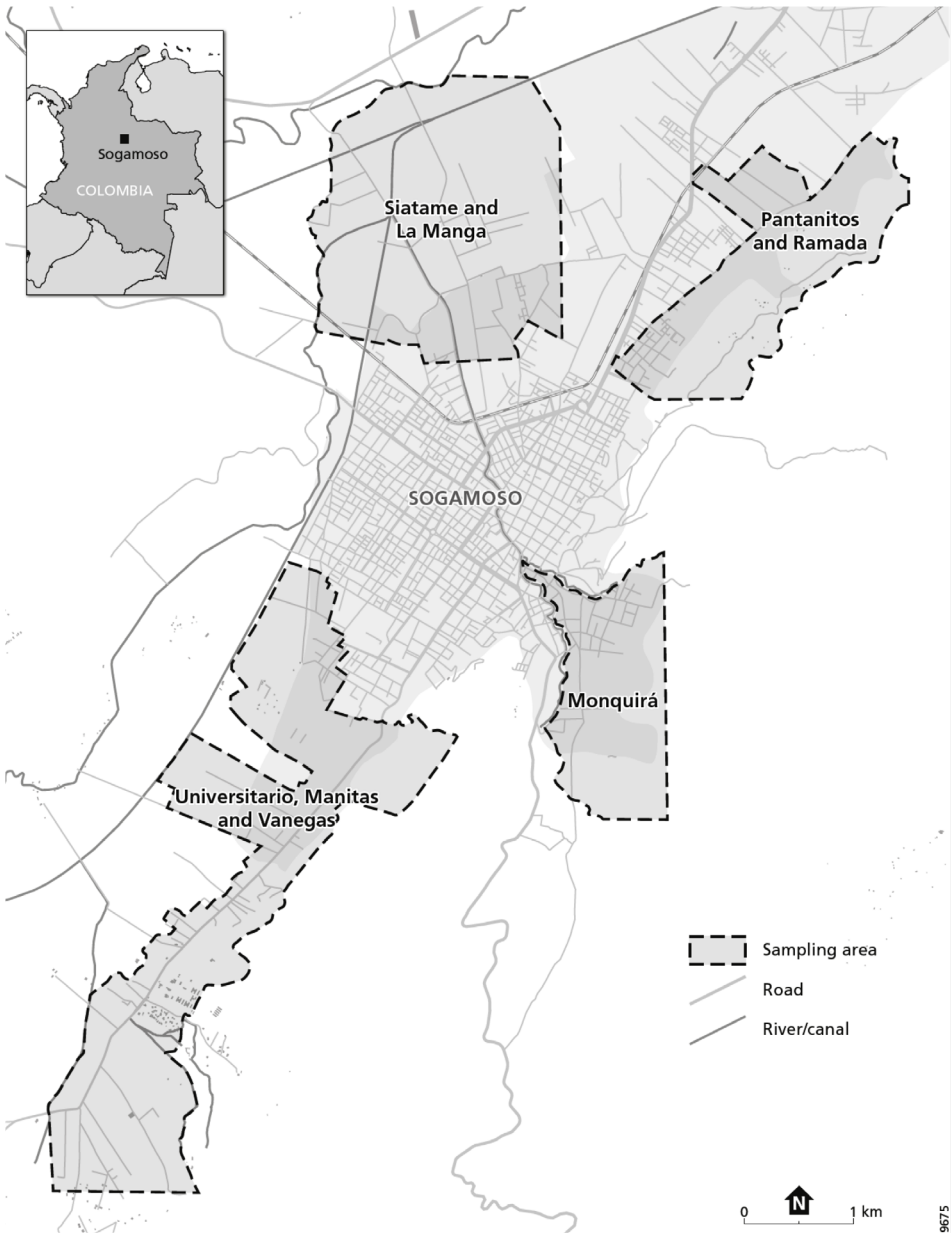 Sogamoso
COLOMBIA
Siatame and
La Manga
Pantanitos
and Ramada
SOGAMOSO
Monquirá
Universitario, Manitas
and Vanegas
Sampling area
Road
River/canal
N
0 1 km
9675